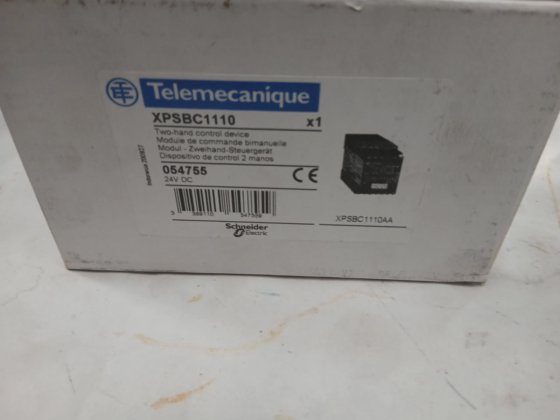 Telemecanique
XPSBC1110 x1
Two-hand control device
Module de commande bimanuelle
Modul - Zweihand-Steuergerät
Dispositivo de control 2 manos
054755
24V DC
CE
XPSBC1110AA
Schneider
Electric
Indonesia